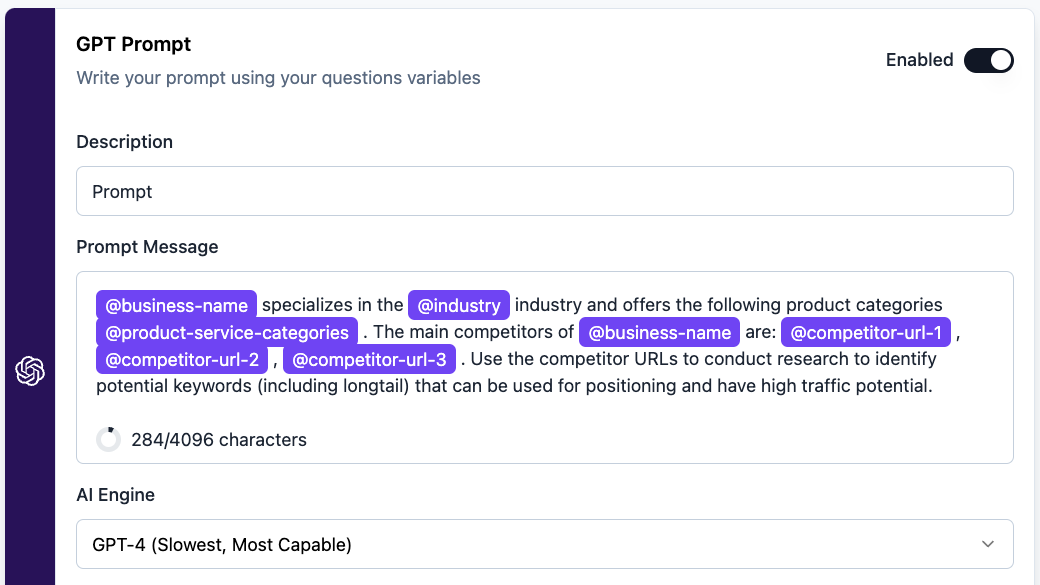 GPT Prompt
Write your prompt using your questions variables
Enabled
Description
Prompt
Prompt Message
@business-name specializes in the @industry industry and offers the following product categories
@product-service-categories . The main competitors of @business-name are: @competitor-url-1 ,
@competitor-url-2 , @competitor-url-3 . Use the competitor URLs to conduct research to identify
potential keywords (including longtail) that can be used for positioning and have high traffic potential.
284/4096 characters
AI Engine
GPT-4 (Slowest, Most Capable)